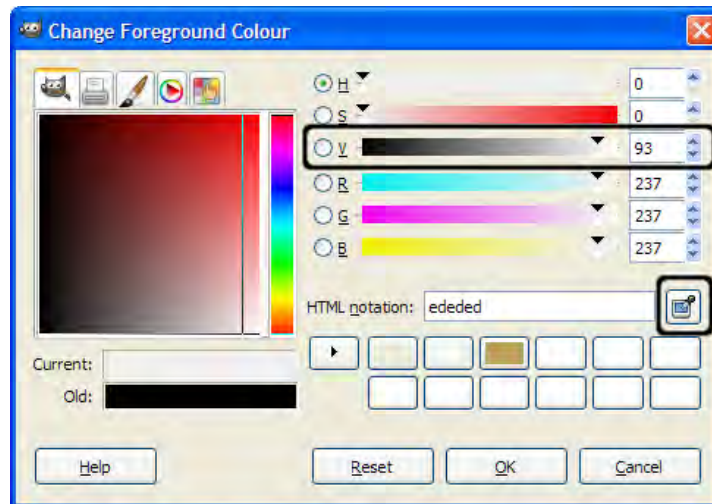 Change Foreground Colour
H 0
S 0
V 93
R 237
G 237
B 237
HTML notation: ededed
Current:
Old:
Help Reset OK Cancel